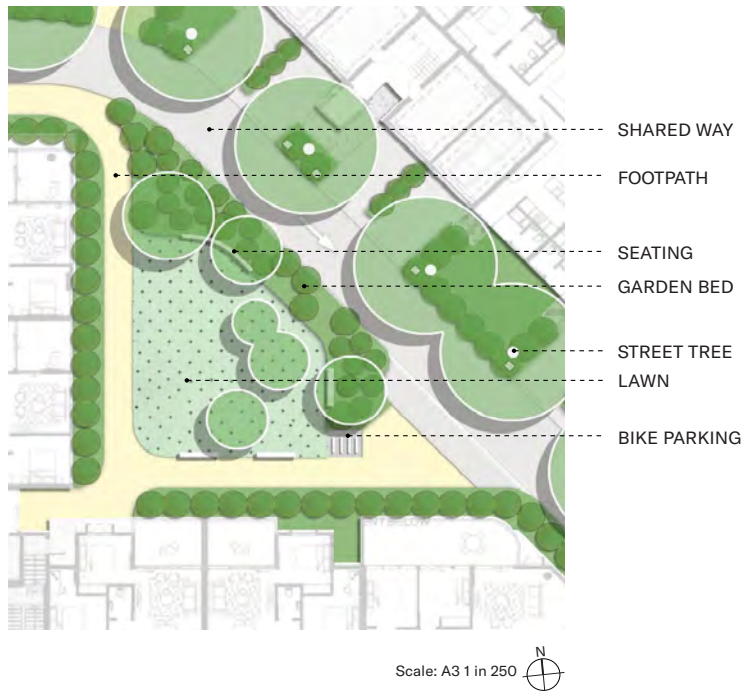 SHARED WAY
FOOTPATH
SEATING
GARDEN BED
STREET TREE
LAWN
BIKE PARKING
N
Scale: A3 1 in 250